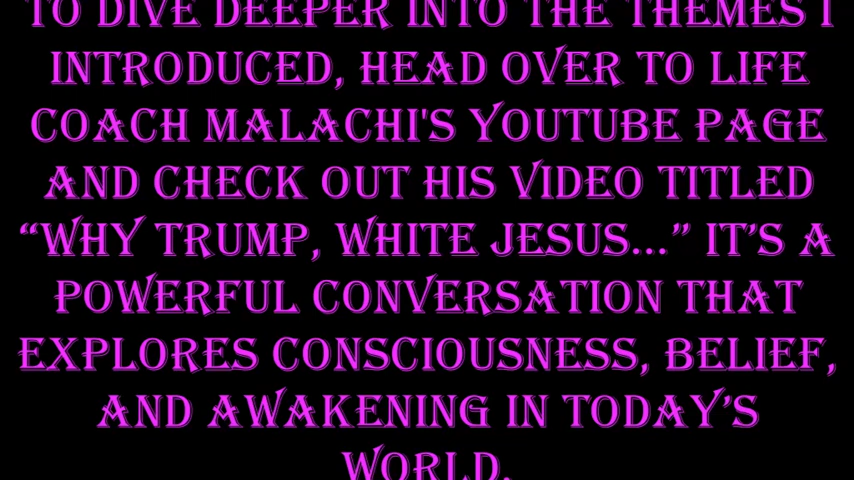 TO DIVE DEEPER INTO THE THEMES I
INTRODUCED, HEAD OVER TO LIFE
COACH MALACHI'S YOUTUBE PAGE
AND CHECK OUT HIS VIDEO TITLED
“WHY TRUMP, WHITE JESUS...” IT’S A
POWERFUL CONVERSATION THAT
EXPLORES CONSCIOUSNESS, BELIEF,
AND AWAKENING IN TODAY’S
WORLD.